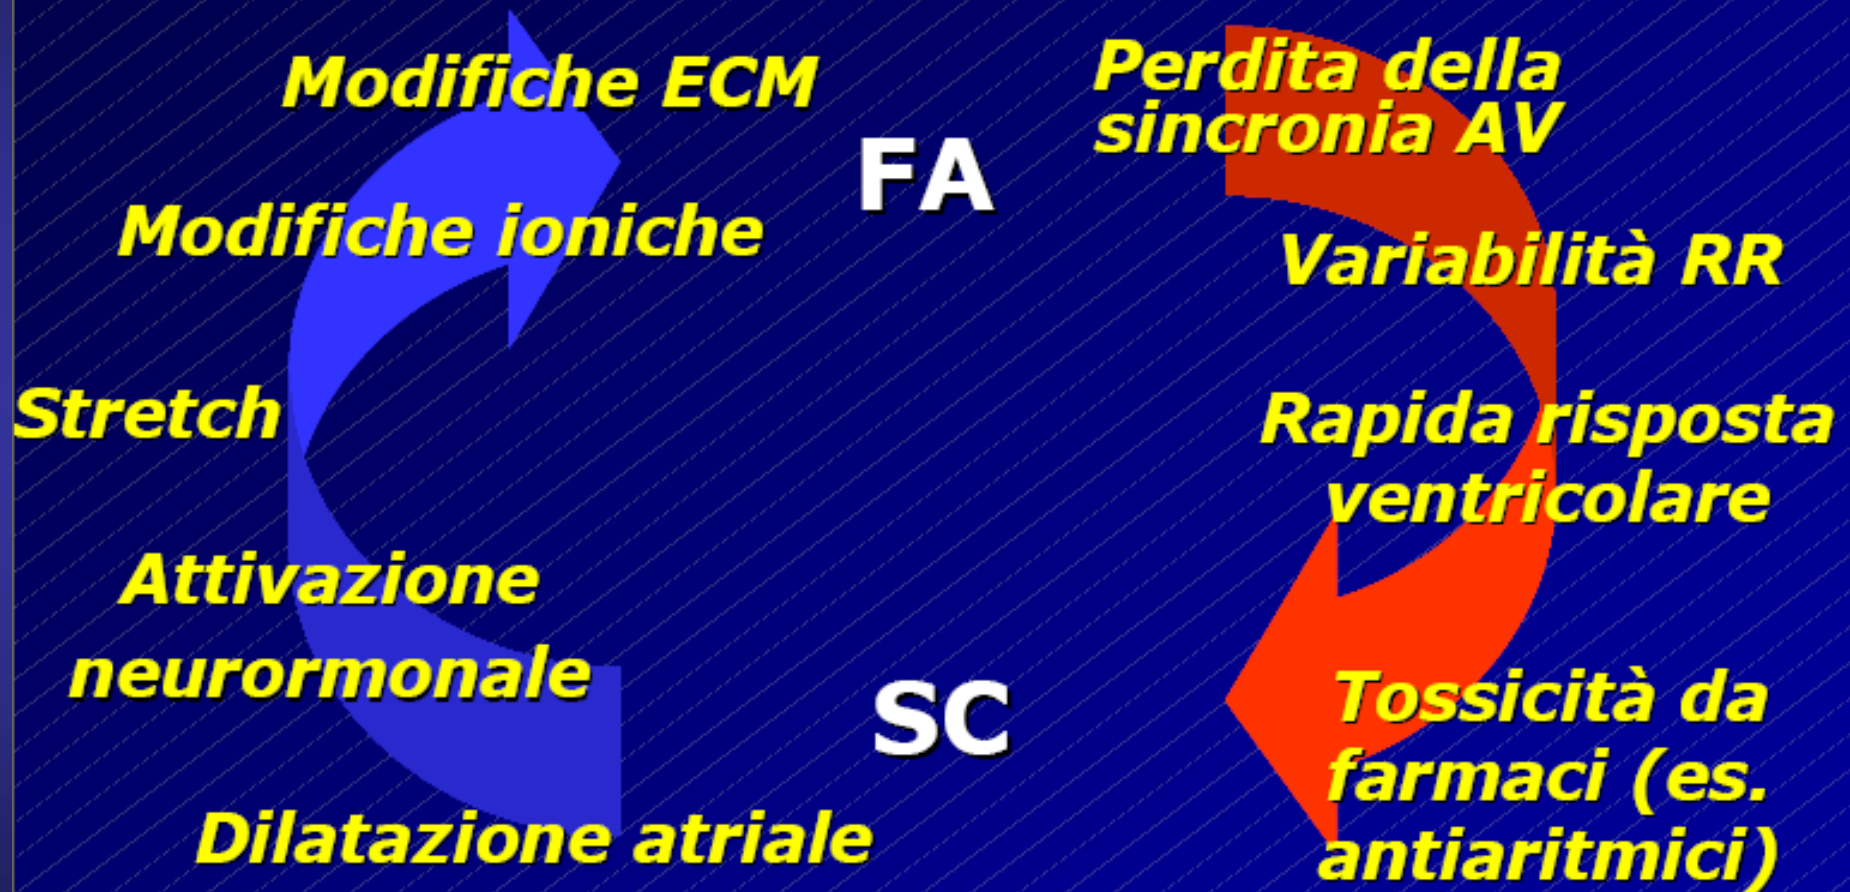 Modifiche ECM
Modifiche ioniche
Stretch
Attivazione
neurormonale
Dilatazione atriale
FA
SC
Perdita della
sincronia AV
Variabilità RR
Rapida risposta
ventricolare
Tossicità da
farmaci (es.
antiaritmici)